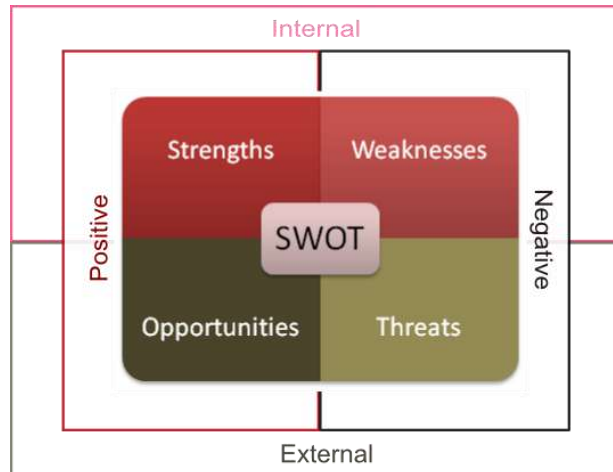 Internal
Strengths
Weaknesses
Positive
SWOT
Negative
Opportunities
Threats
External